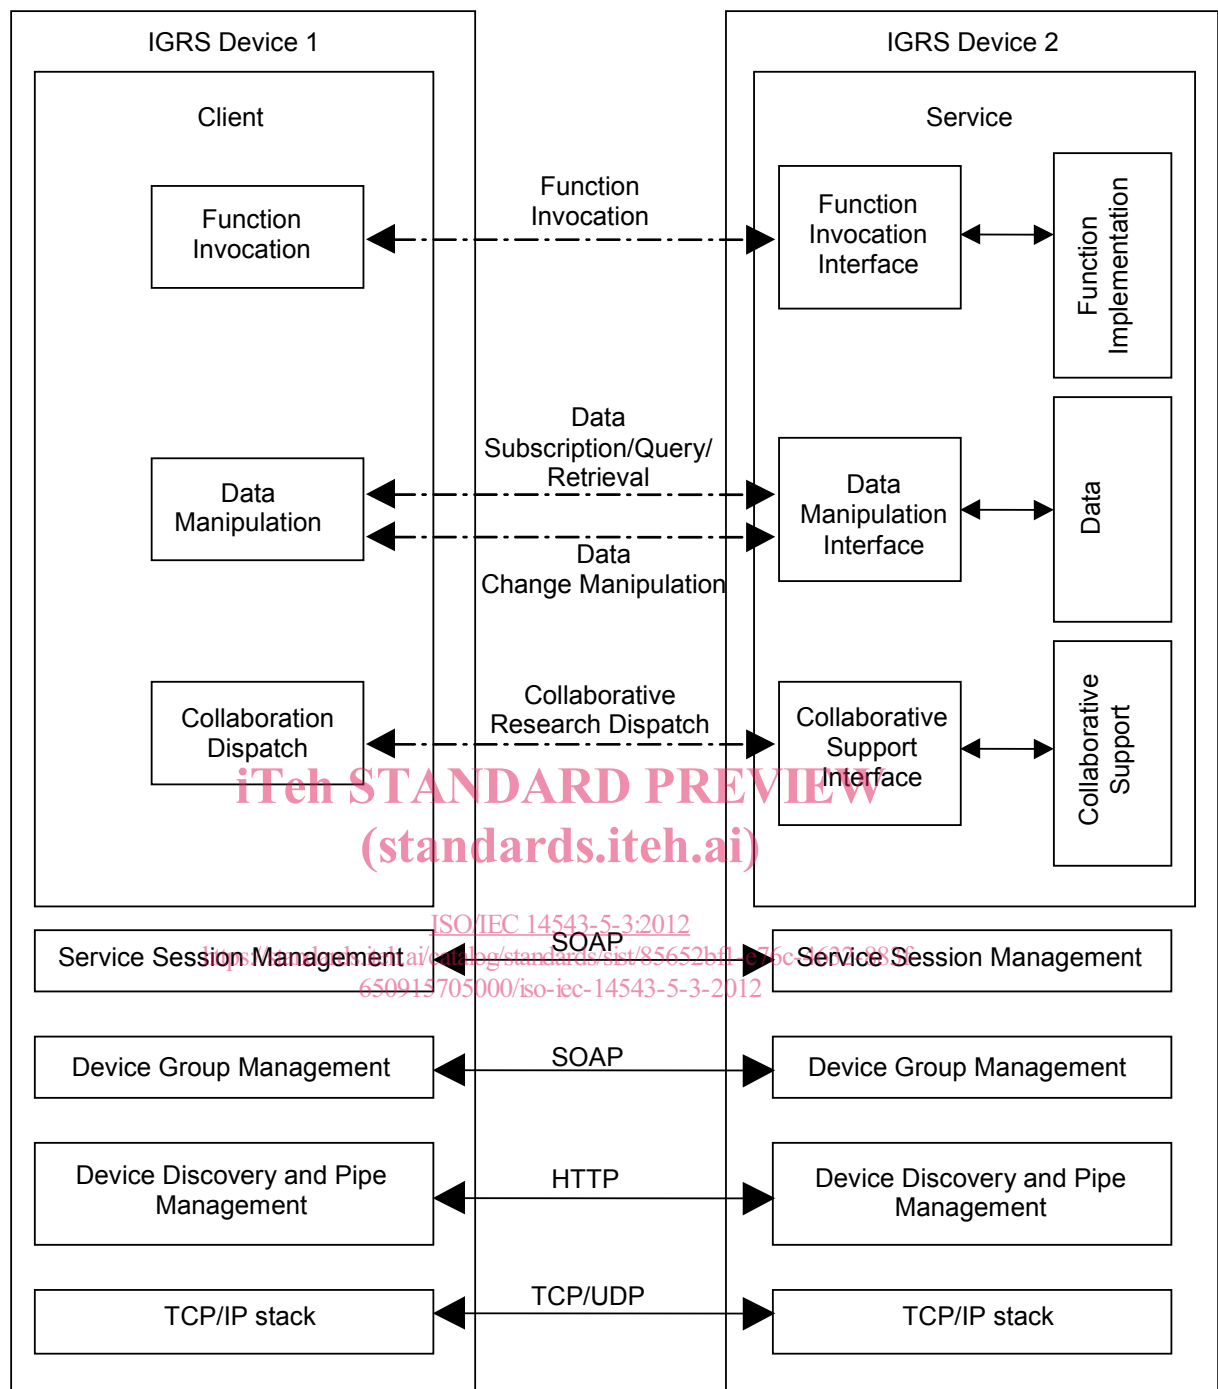 IGRS Device 1
IGRS Device 2
Client
Service
Function
Invocation
Function
Invocation
Function
Invocation
Interface
Function
Implementation
Data
Subscription/Query/
Retrieval
Data
Manipulation
Data
Manipulation
Interface
Data
Data
Change Manipulation
Collaborative
Research Dispatch
Collaboration
Dispatch
Collaborative
Support
Interface
Collaborative
Support
iTeh STANDARD PREVIEW
(standards.iteh.ai)
ISO/IEC 14543-5-3:2012
Service Session Management
SOAP
Service Session Management
650915705000/iso-iec-14543-5-3-2012
Device Group Management
SOAP
Device Group Management
Device Discovery and Pipe
Management
HTTP
Device Discovery and Pipe
Management
TCP/IP stack
TCP/UDP
TCP/IP stack